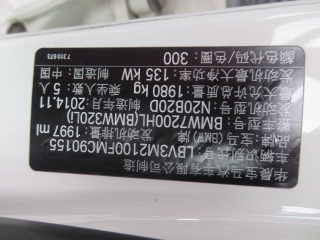 华晨宝马汽车有限公司制造
车辆识别代号 LBV3M2100FMC90155
品牌 宝马 (BMW) 发动机排量 1997 ml
整车型号 BMW7200HL(BMW320Li)
发动机型号 N20B20D 制造年月 2014.11
最大允许总质量 1980 kg 乘坐人数 5 人
发动机最大净功率 135 kW 制造国 中国
颜色代码/色圈 300
7 310 673